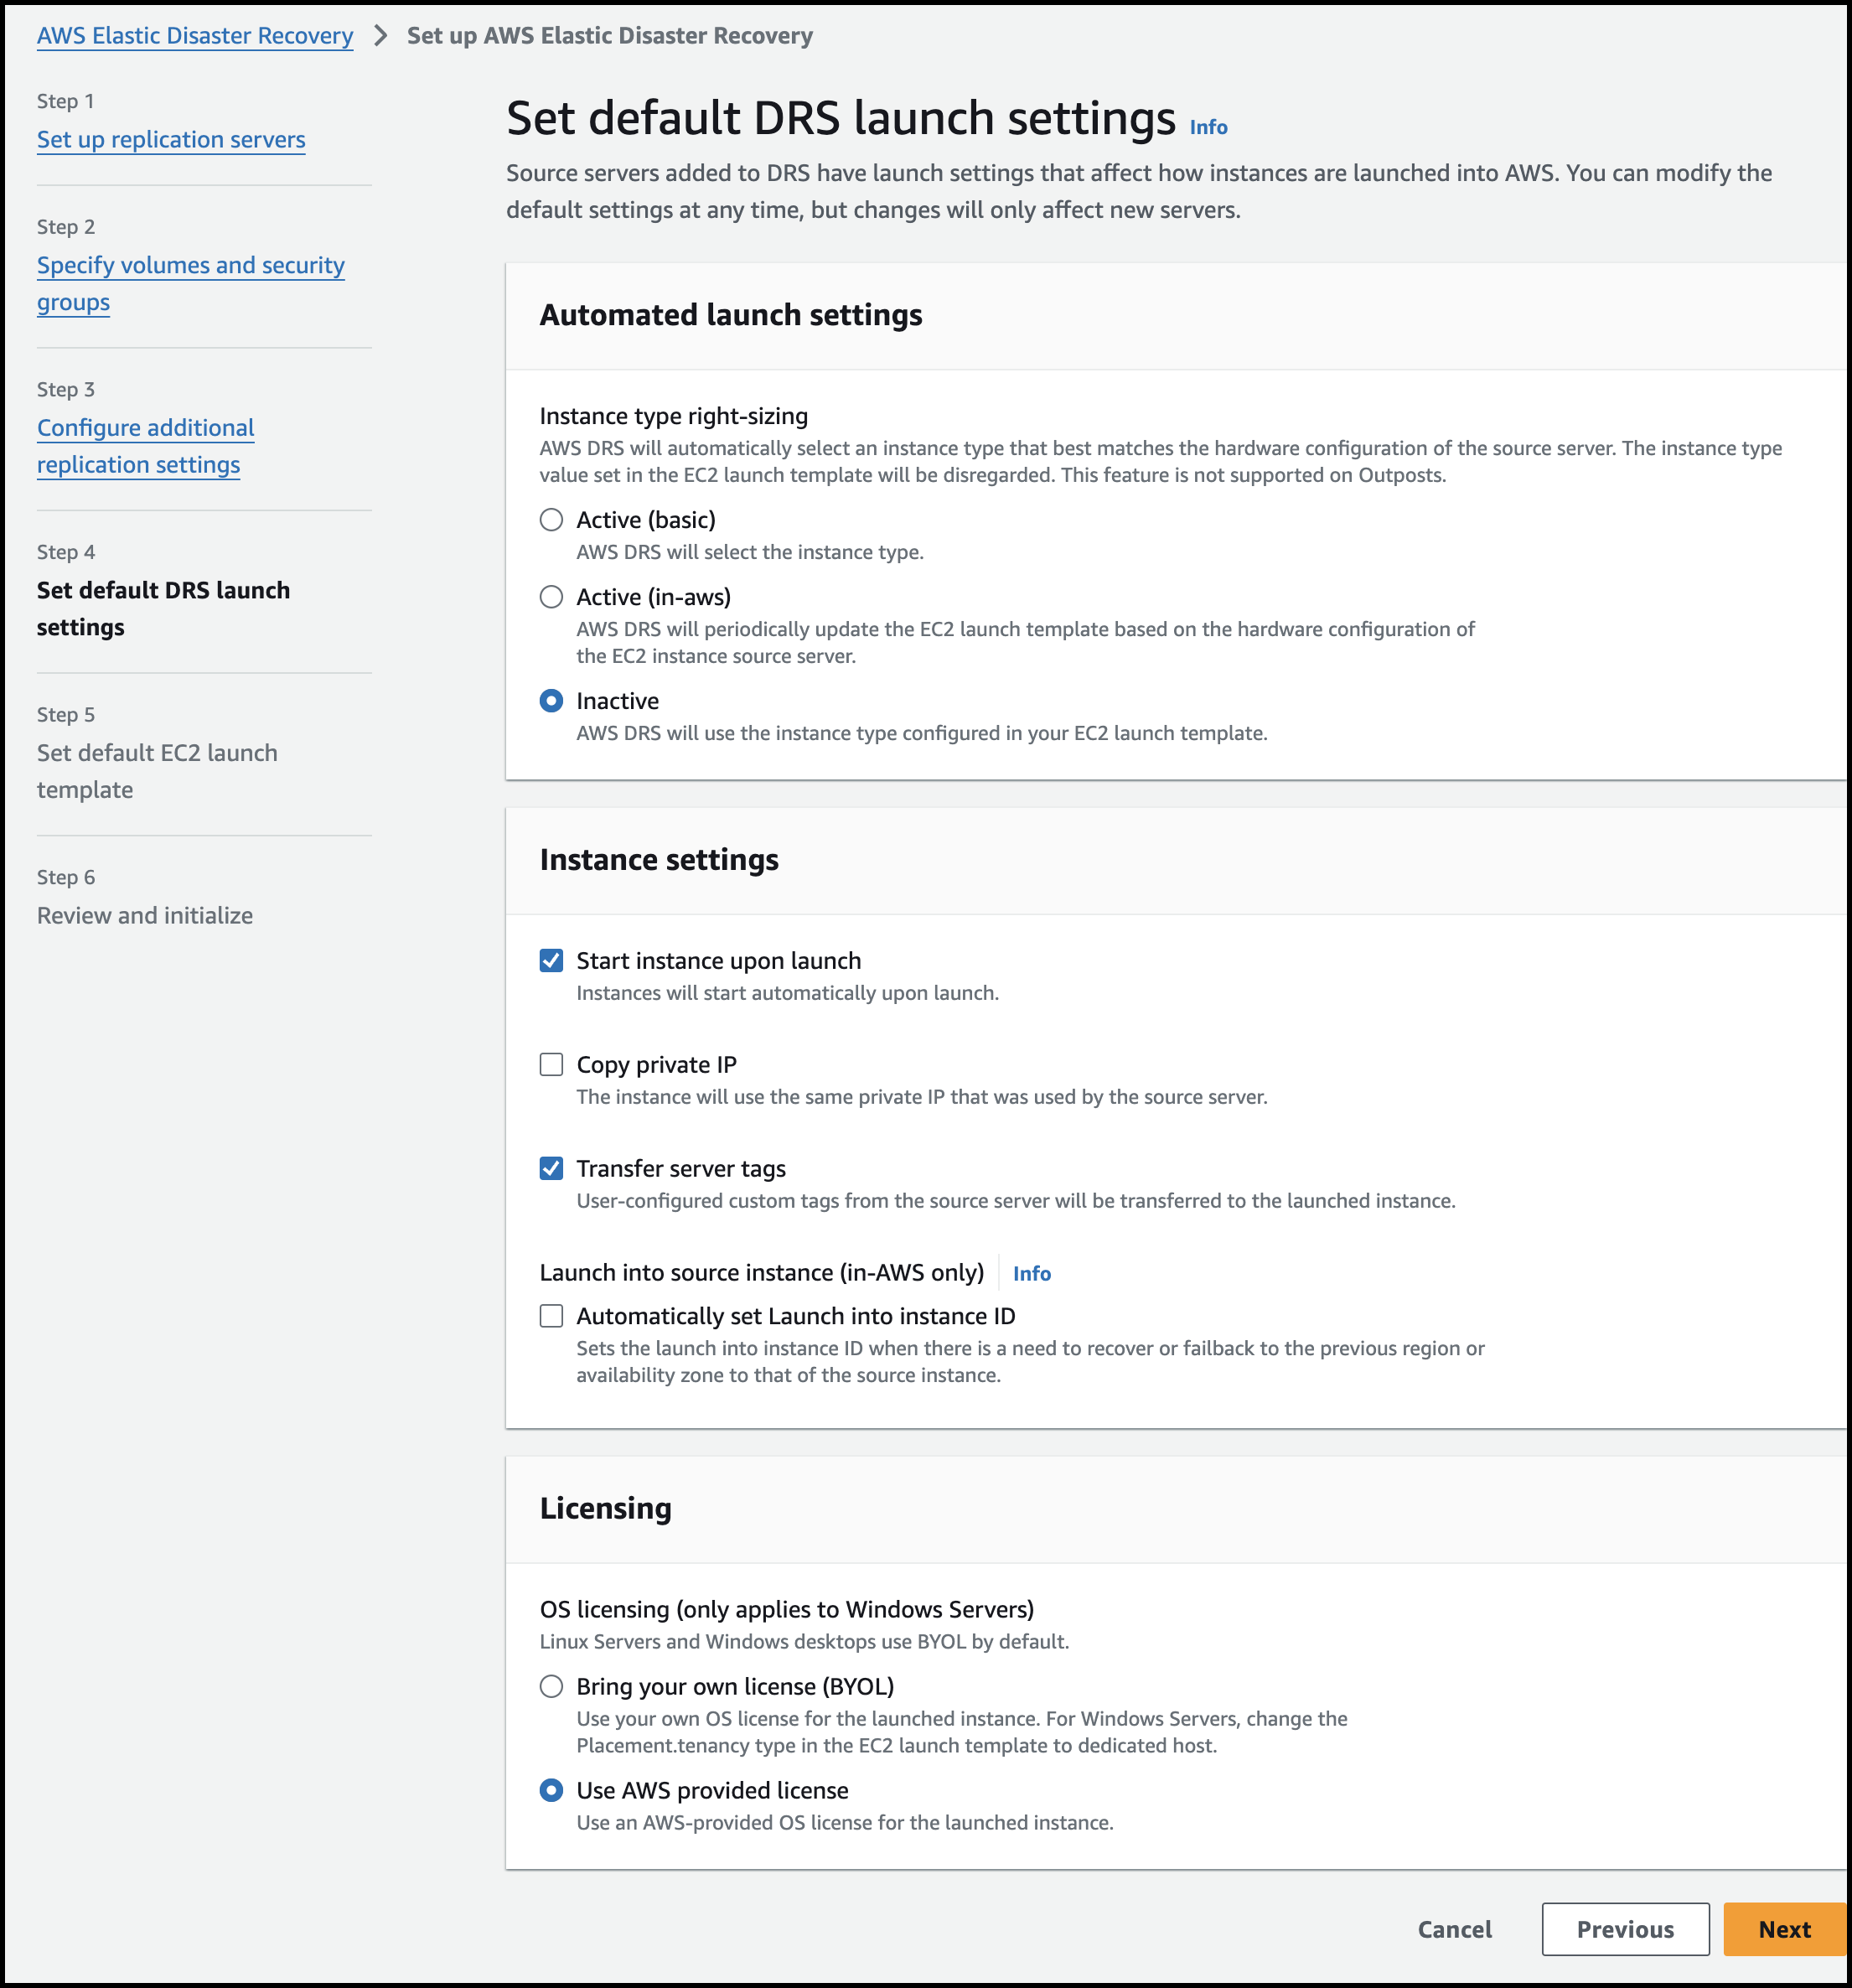 AWS Elastic Disaster Recovery > Set up AWS Elastic Disaster Recovery
Step 1
Set up replication servers
Step 2
Specify volumes and security
groups
Step 3
Configure additional
replication settings
Step 4
Set default DRS launch
settings
Step 5
Set default EC2 launch
template
Step 6
Review and initialize
Set default DRS launch settings Info
Source servers added to DRS have launch settings that affect how instances are launched into AWS. You can modify the
default settings at any time, but changes will only affect new servers.
Automated launch settings
Instance type right-sizing
AWS DRS will automatically select an instance type that best matches the hardware configuration of the source server. The instance type
value set in the EC2 launch template will be disregarded. This feature is not supported on Outposts.
Active (basic)
AWS DRS will select the instance type.
Active (in-aws)
AWS DRS will periodically update the EC2 launch template based on the hardware configuration of
the EC2 instance source server.
Inactive
AWS DRS will use the instance type configured in your EC2 launch template.
Instance settings
Start instance upon launch
Instances will start automatically upon launch.
Copy private IP
The instance will use the same private IP that was used by the source server.
Transfer server tags
User-configured custom tags from the source server will be transferred to the launched instance.
Launch into source instance (in-AWS only) Info
Automatically set Launch into instance ID
Sets the launch into instance ID when there is a need to recover or failback to the previous region or
availability zone to that of the source instance.
Licensing
OS licensing (only applies to Windows Servers)
Linux Servers and Windows desktops use BYOL by default.
Bring your own license (BYOL)
Use your own OS license for the launched instance. For Windows Servers, change the
Placement.tenancy type in the EC2 launch template to dedicated host.
Use AWS provided license
Use an AWS-provided OS license for the launched instance.
Cancel Previous Next